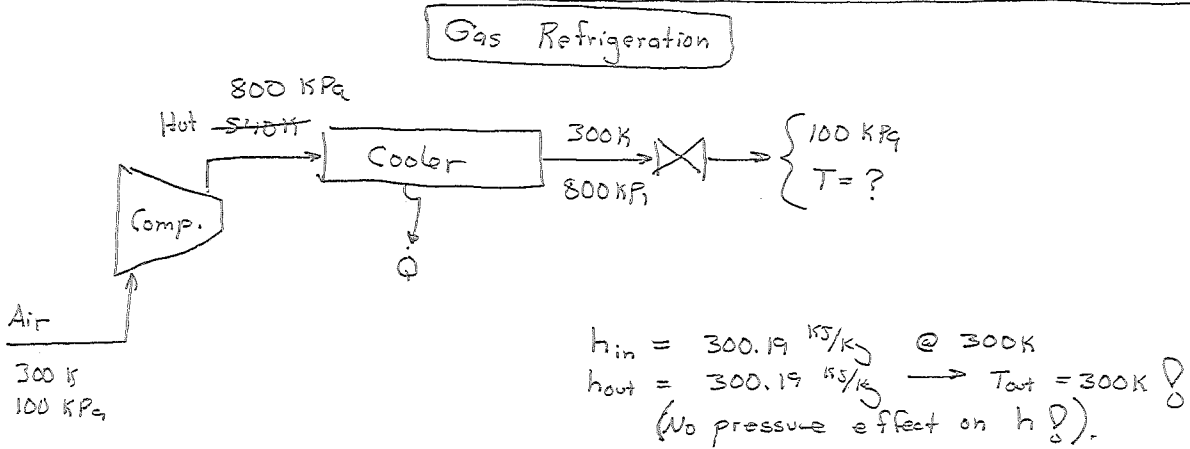 Gas Refrigeration
800 KPa
Hot 540K
Comp.
Cooler
Q̇
300K
800 KPa
100 KPa
T = ?
Air
300 K
100 KPa
h_in = 300.19 KJ/Kg @ 300K
h_out = 300.19 KJ/Kg → T_out = 300K !
(No pressure effect on h !).